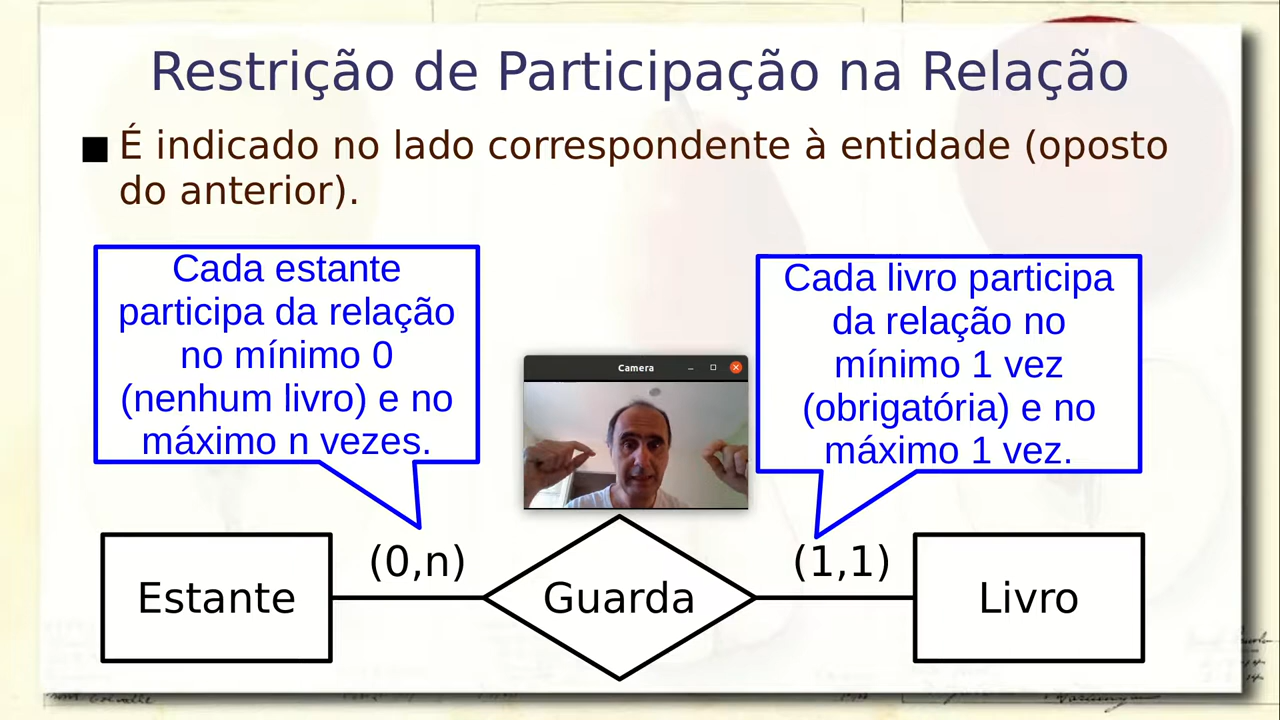 Restrição de Participação na Relação
É indicado no lado correspondente à entidade (oposto
do anterior).
Cada estante
participa da relação
no mínimo 0
(nenhum livro) e no
máximo n vezes.
Cada livro participa
da relação no
mínimo 1 vez
(obrigatória) e no
máximo 1 vez.
Camera
(0,n)
(1,1)
Estante
Guarda
Livro